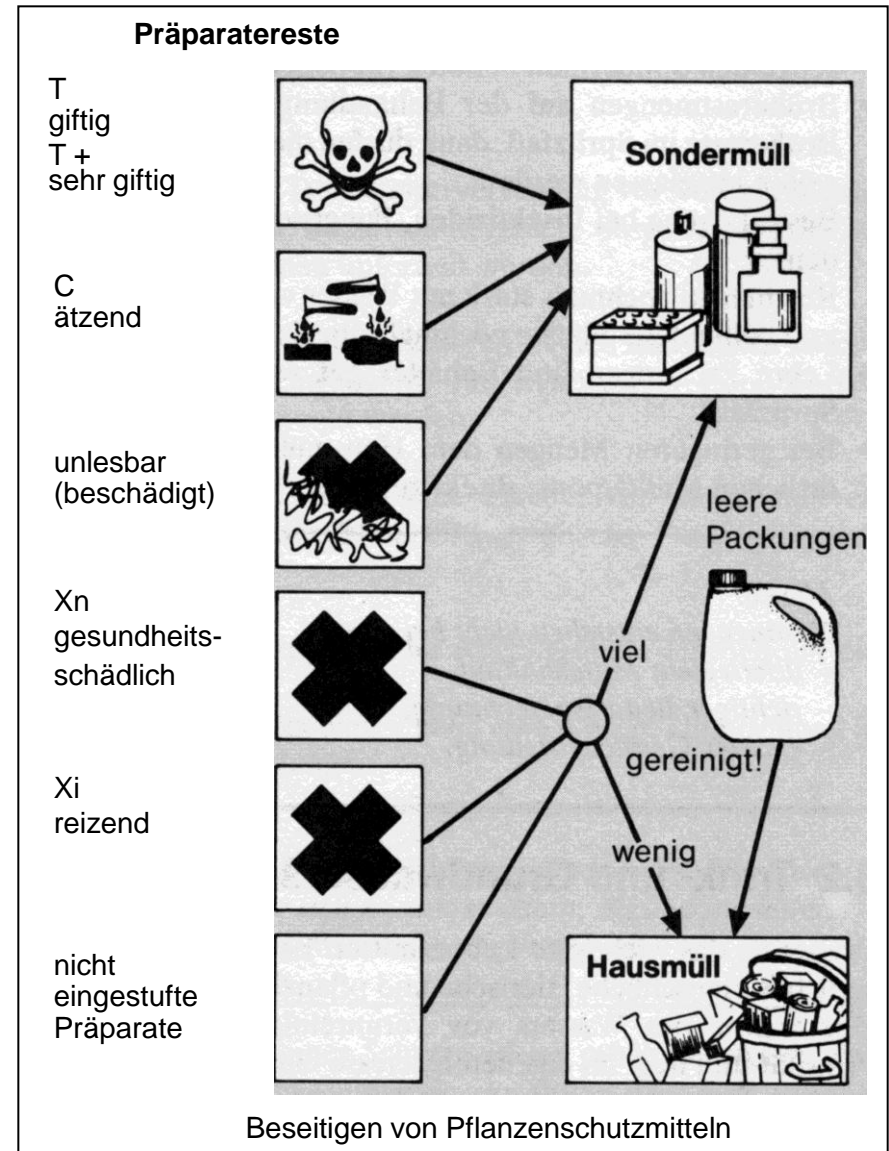 Präparatereste
T
giftig
T +
sehr giftig
Sondermüll
C
ätzend
unlesbar
(beschädigt)
leere
Packungen
Xn
gesundheits-
schädlich
viel
gereinigt!
Xi
reizend
wenig
nicht
eingestufte
Präparate
Hausmüll
Beseitigen von Pflanzenschutzmitteln